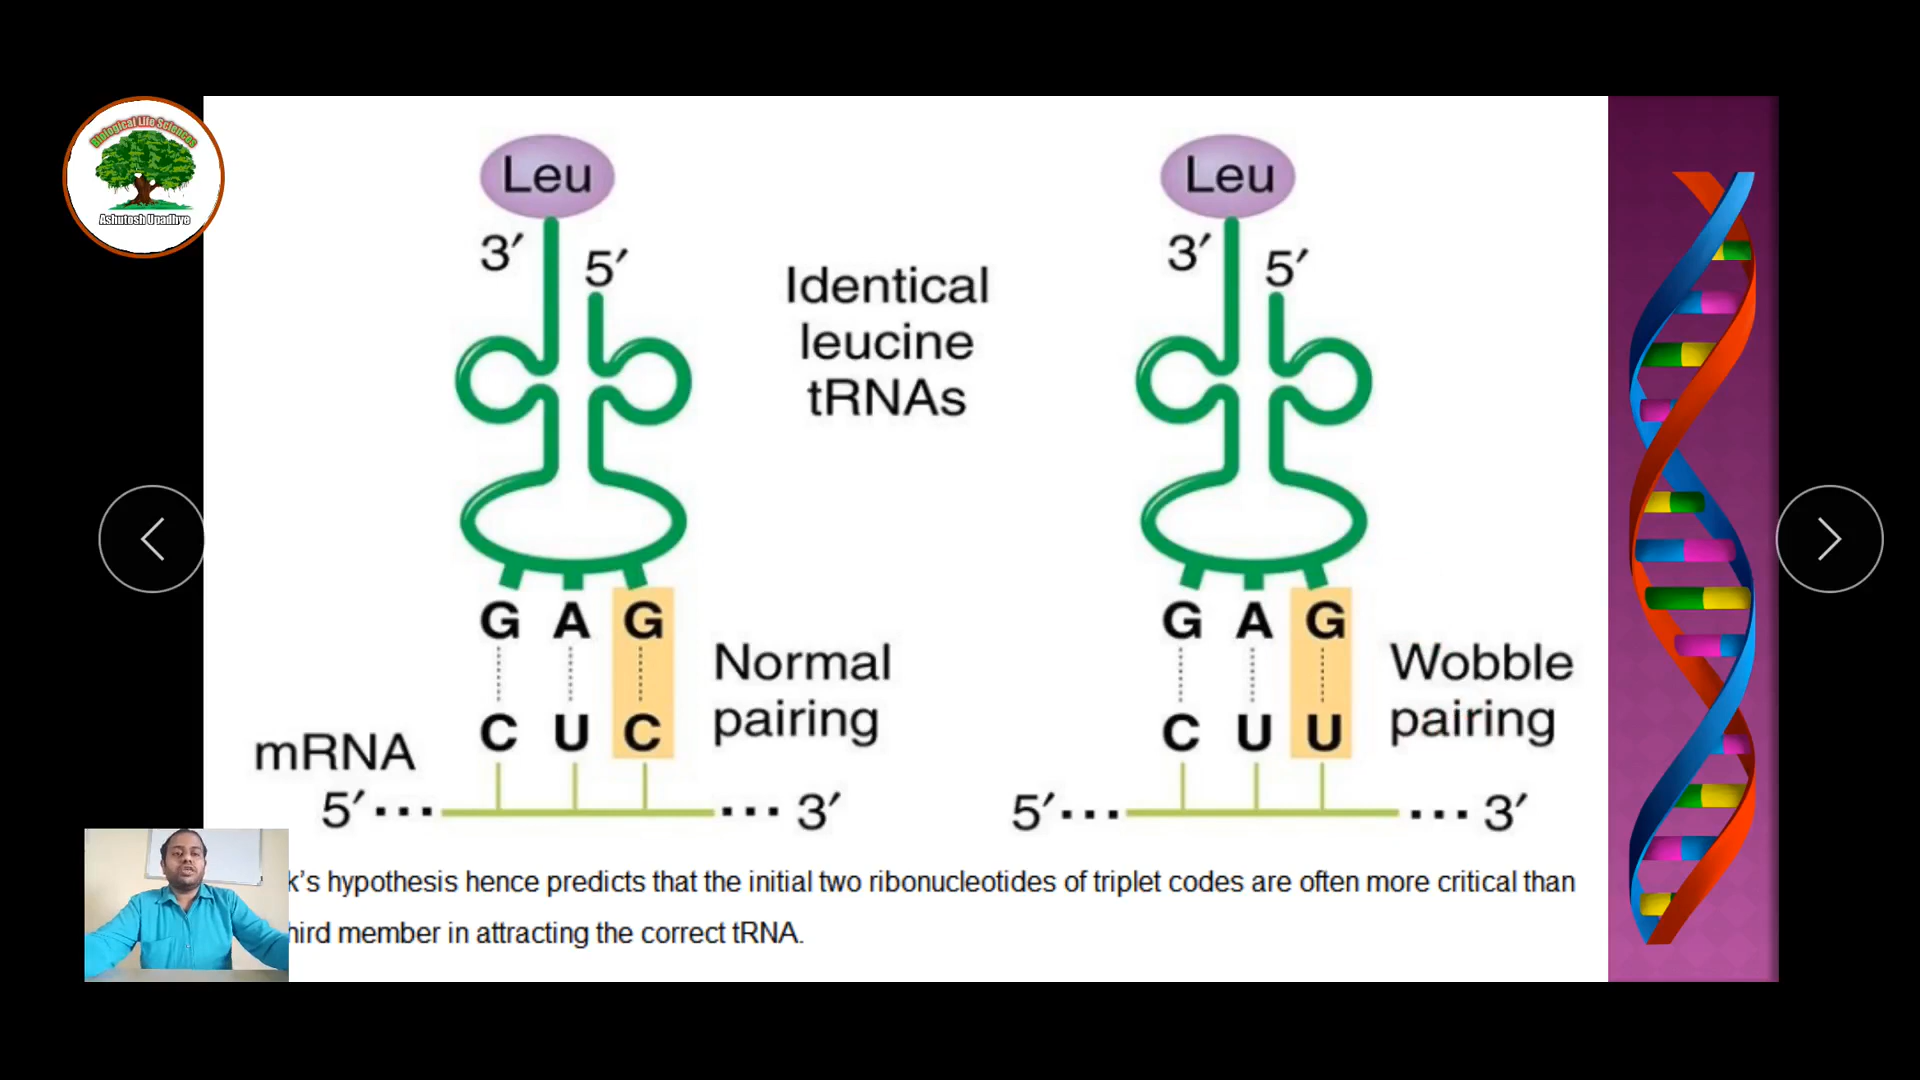 Biological Life Sciences
Ashutosh Upadhye
Leu
3′
5′
Identical
leucine
tRNAs
Leu
3′
5′
G A G
Normal
pairing
C U C
mRNA
5′... ...3′
G A G
Wobble
pairing
C U U
5′... ...3′
k's hypothesis hence predicts that the initial two ribonucleotides of triplet codes are often more critical than
hird member in attracting the correct tRNA.